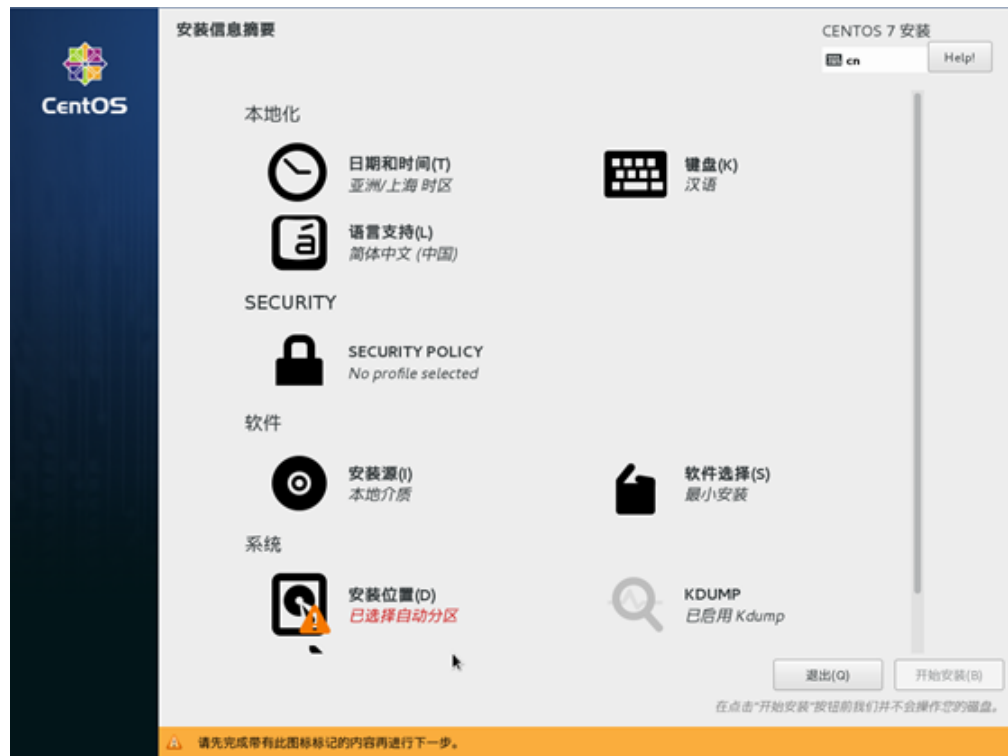 安装信息摘要
CENTOS 7 安装
cn
Help!
CentOS
本地化
日期和时间(T)
亚洲/上海 时区
键盘(K)
汉语
语言支持(L)
简体中文 (中国)
SECURITY
SECURITY POLICY
No profile selected
软件
安装源(I)
本地介质
软件选择(S)
最小安装
系统
安装位置(D)
已选择自动分区
KDUMP
已启用 Kdump
退出(Q)
开始安装(B)
在点击"开始安装"按钮前我们并不会操作您的磁盘。
请先完成带有此图标标记的内容再进行下一步。